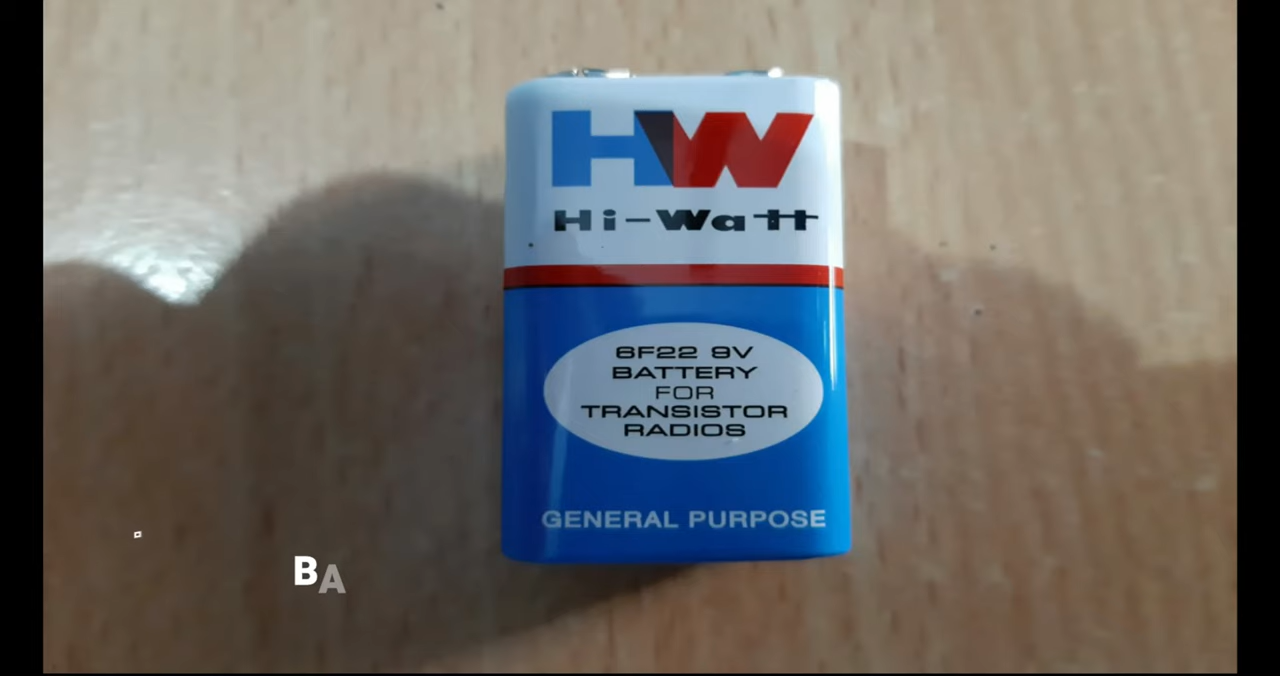 HW
Hi-Watt
6F22 9V
BATTERY
FOR
TRANSISTOR
RADIOS
GENERAL PURPOSE
BA